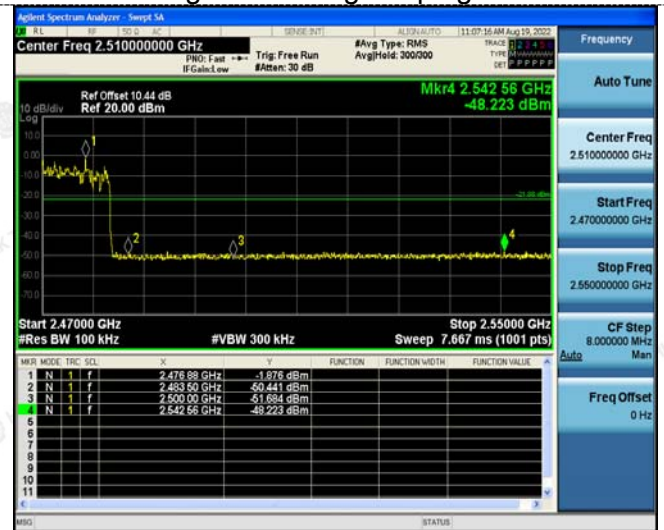 Agilent Spectrum Analyzer - Swept SA
RL RF 50 Ω AC SENSE:INT ALIGN AUTO 11:07:16 AM Aug 19, 2022
Center Freq 2.510000000 GHz
PNO: Fast Trig: Free Run
IFGain:Low #Atten: 30 dB
#Avg Type: RMS
Avg|Hold: 300/300
TRACE 1 2 3 4 5 6
TYPE
DET P P P P P P
Ref Offset 10.44 dB
10 dB/div Ref 20.00 dBm
Log
Mkr4 2.542 56 GHz
-48.223 dBm
10.0
0.00
-10.0
-20.0
-30.0
-40.0
-50.0
-60.0
-70.0
1
2
3
4
Start 2.47000 GHz Stop 2.55000 GHz
#Res BW 100 kHz #VBW 300 kHz Sweep 7.667 ms (1001 pts)
MKR MODE TRC SCL X Y FUNCTION FUNCTION WIDTH FUNCTION VALUE
1 N 1 f 2.476 88 GHz -1.876 dBm
2 N 1 f 2.483 50 GHz -50.441 dBm
3 N 1 f 2.500 00 GHz -51.684 dBm
4 N 1 f 2.542 56 GHz -48.223 dBm
5
6
7
8
9
10
11
MSG STATUS
Frequency
Auto Tune
Center Freq
2.510000000 GHz
Start Freq
2.470000000 GHz
Stop Freq
2.550000000 GHz
CF Step
8.000000 MHz
Auto Man
Freq Offset
0 Hz